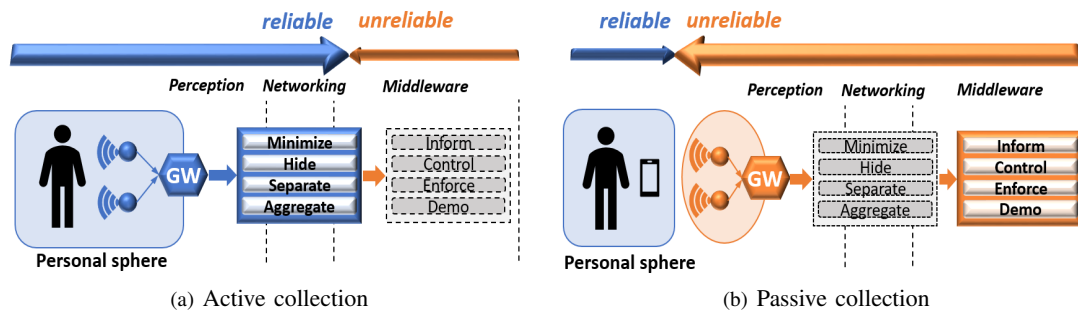 reliable unreliable
Perception Networking Middleware
GW
Minimize
Hide
Separate
Aggregate
Inform
Control
Enforce
Demo
Personal sphere
(a) Active collection
reliable unreliable
Perception Networking Middleware
GW
Minimize
Hide
Separate
Aggregate
Inform
Control
Enforce
Demo
Personal sphere
(b) Passive collection